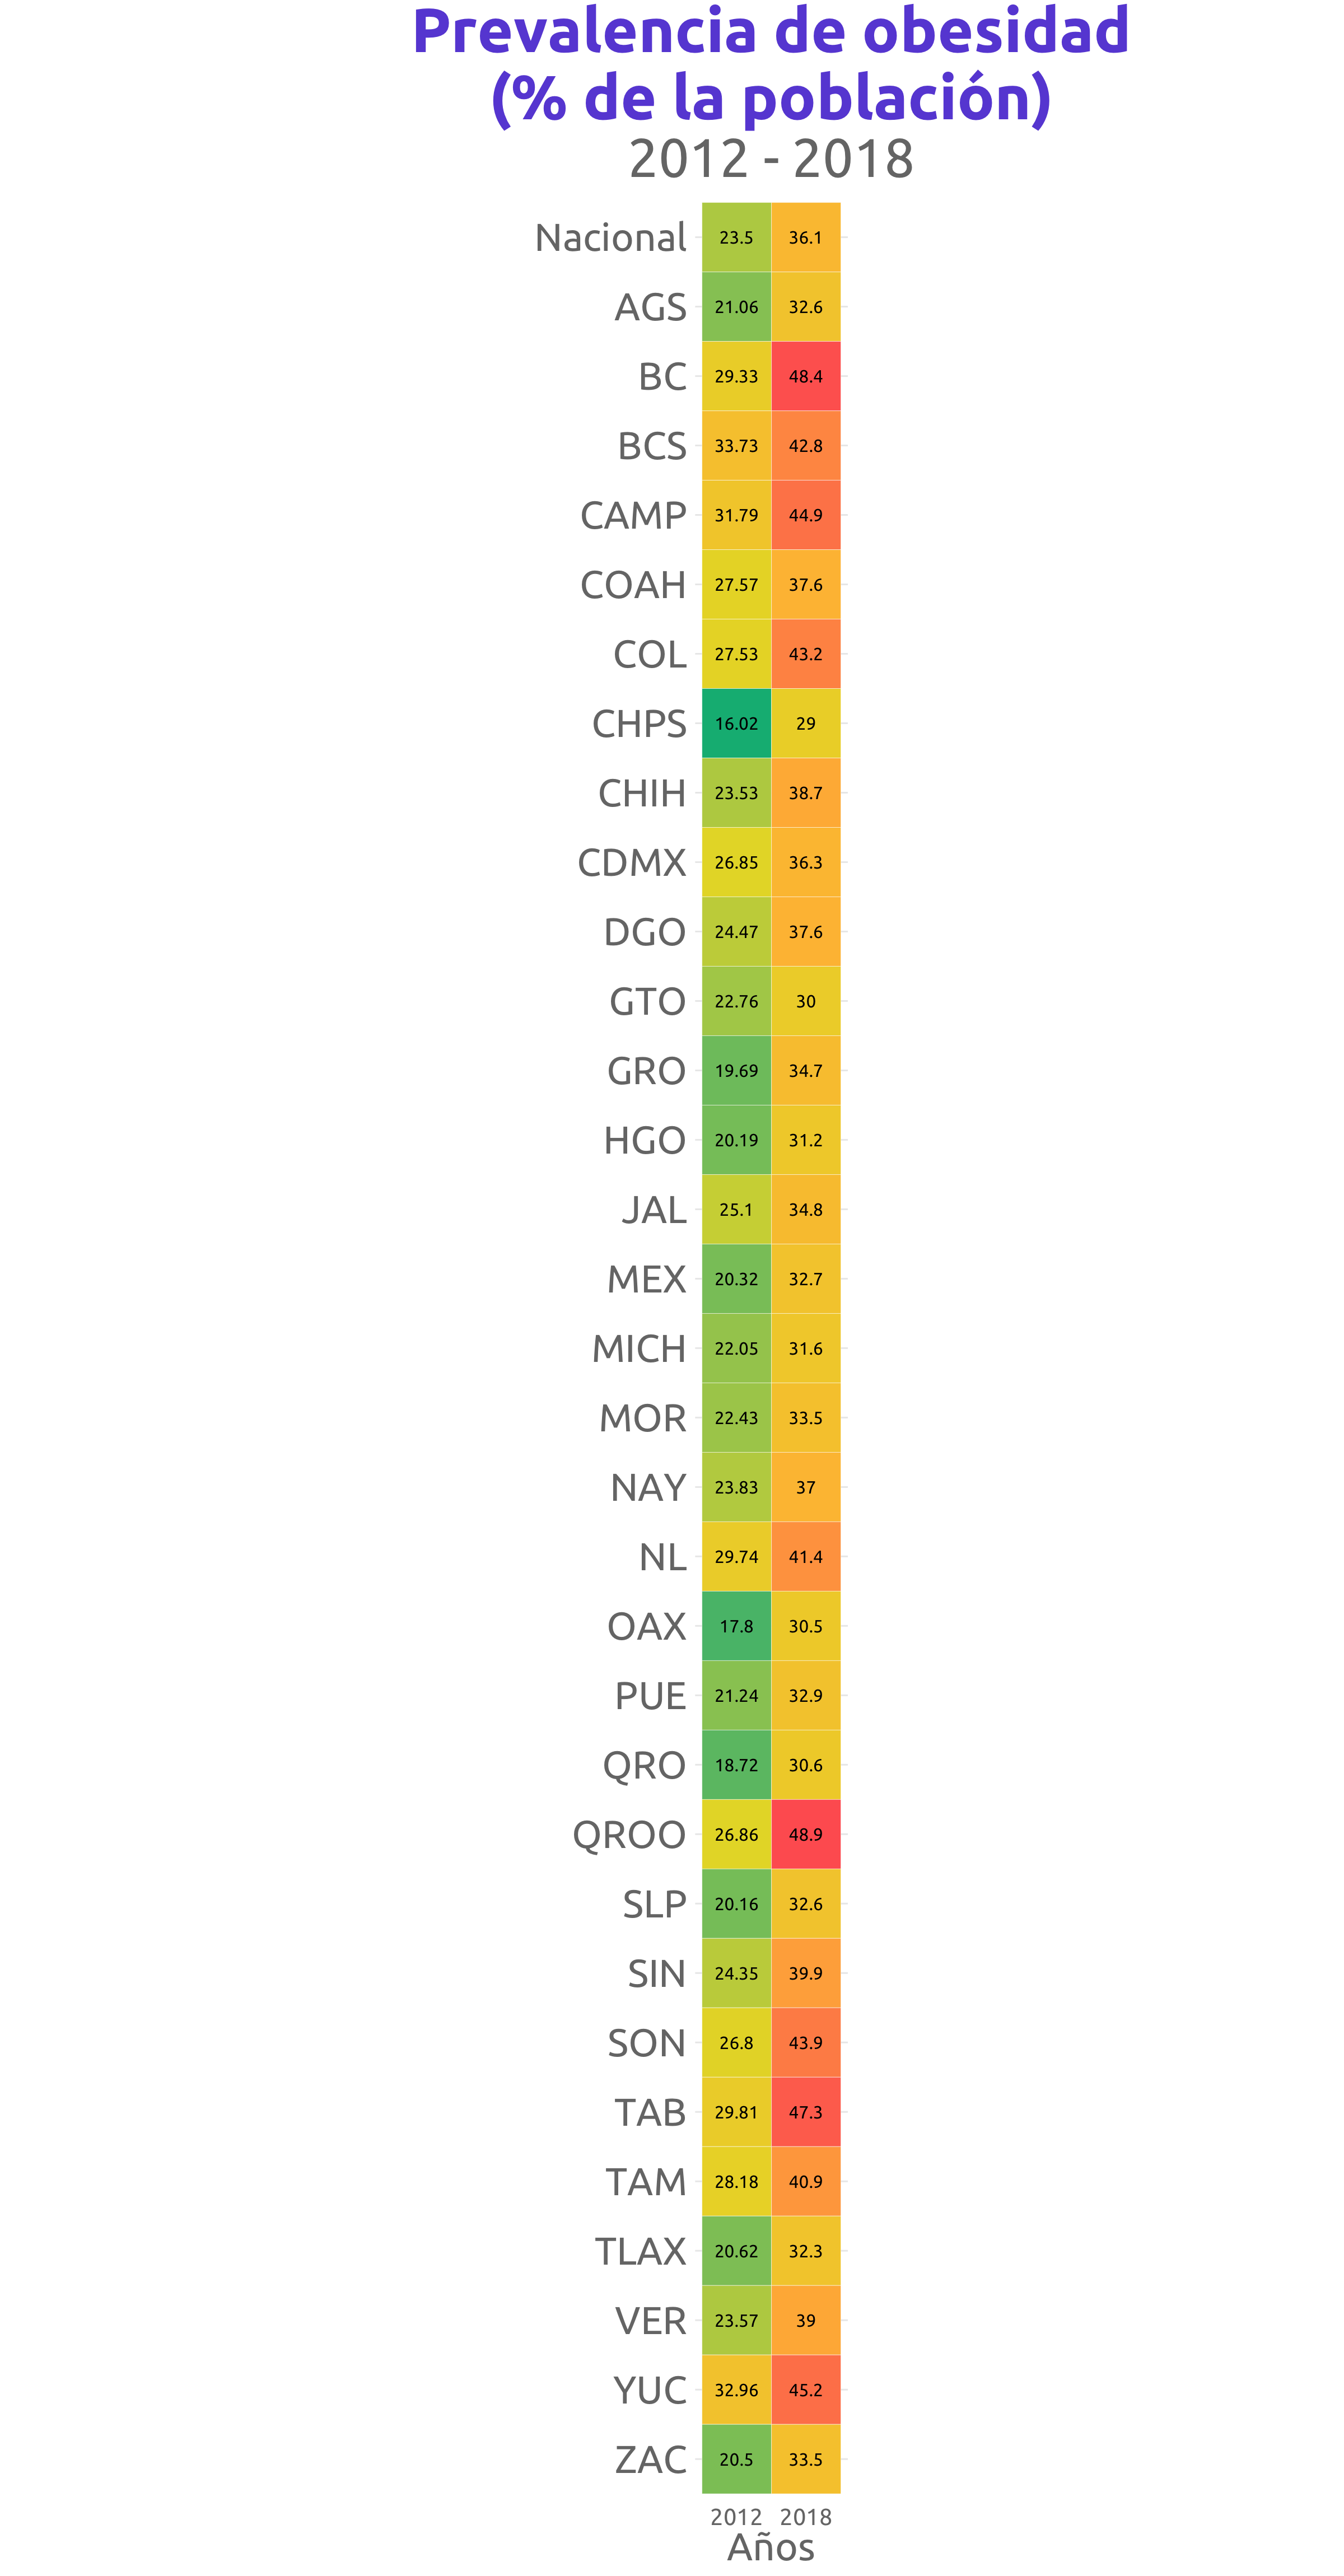 Prevalencia de obesidad
(% de la población)
2012 - 2018
Nacional 23.5 36.1
AGS 21.06 32.6
BC 29.33 48.4
BCS 33.73 42.8
CAMP 31.79 44.9
COAH 27.57 37.6
COL 27.53 43.2
CHPS 16.02 29
CHIH 23.53 38.7
CDMX 26.85 36.3
DGO 24.47 37.6
GTO 22.76 30
GRO 19.69 34.7
HGO 20.19 31.2
JAL 25.1 34.8
MEX 20.32 32.7
MICH 22.05 31.6
MOR 22.43 33.5
NAY 23.83 37
NL 29.74 41.4
OAX 17.8 30.5
PUE 21.24 32.9
QRO 18.72 30.6
QROO 26.86 48.9
SLP 20.16 32.6
SIN 24.35 39.9
SON 26.8 43.9
TAB 29.81 47.3
TAM 28.18 40.9
TLAX 20.62 32.3
VER 23.57 39
YUC 32.96 45.2
ZAC 20.5 33.5
2012 2018
Años